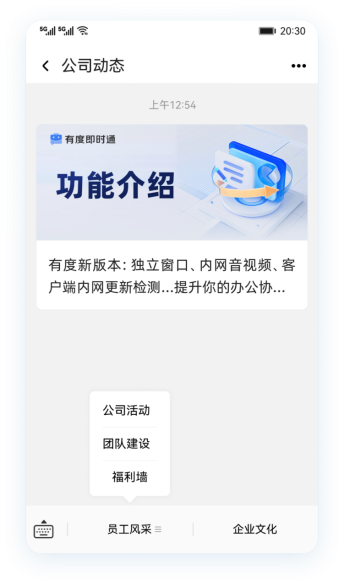 5G 5G 20:30
公司动态
上午12:54
有度即时通
功能介绍
有度新版本：独立窗口、内网音视频、客
户端内网更新检测...提升你的办公协...
公司活动
团队建设
福利墙
员工风采 企业文化